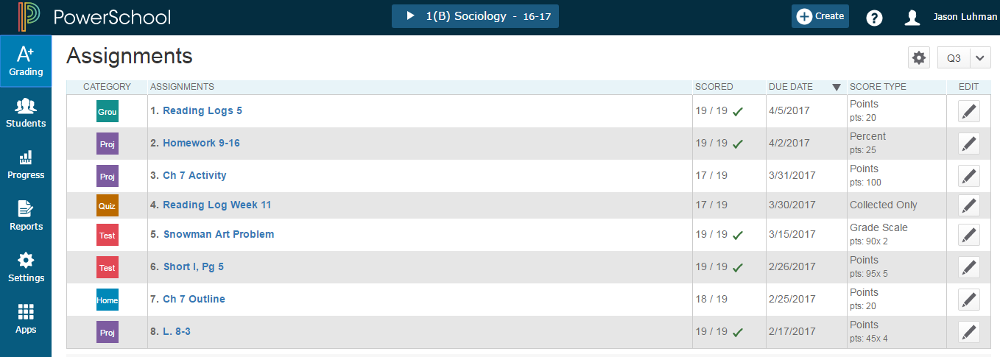 PowerSchool
1(B) Sociology - 16-17
Create
?
Jason Luhman
A+
Grading
Students
Progress
Reports
Settings
Apps
Assignments
Q3
CATEGORY ASSIGNMENTS SCORED DUE DATE SCORE TYPE EDIT
Grou 1. Reading Logs 5 19 / 19 4/5/2017 Points
pts: 20
Proj 2. Homework 9-16 19 / 19 4/2/2017 Percent
pts: 25
Proj 3. Ch 7 Activity 17 / 19 3/31/2017 Points
pts: 100
Quiz 4. Reading Log Week 11 17 / 19 3/30/2017 Collected Only
Test 5. Snowman Art Problem 19 / 19 3/15/2017 Grade Scale
pts: 90x 2
Test 6. Short I, Pg 5 19 / 19 2/26/2017 Points
pts: 95x 5
Home 7. Ch 7 Outline 18 / 19 2/25/2017 Points
pts: 20
Proj 8. L. 8-3 19 / 19 2/17/2017 Points
pts: 45x 4